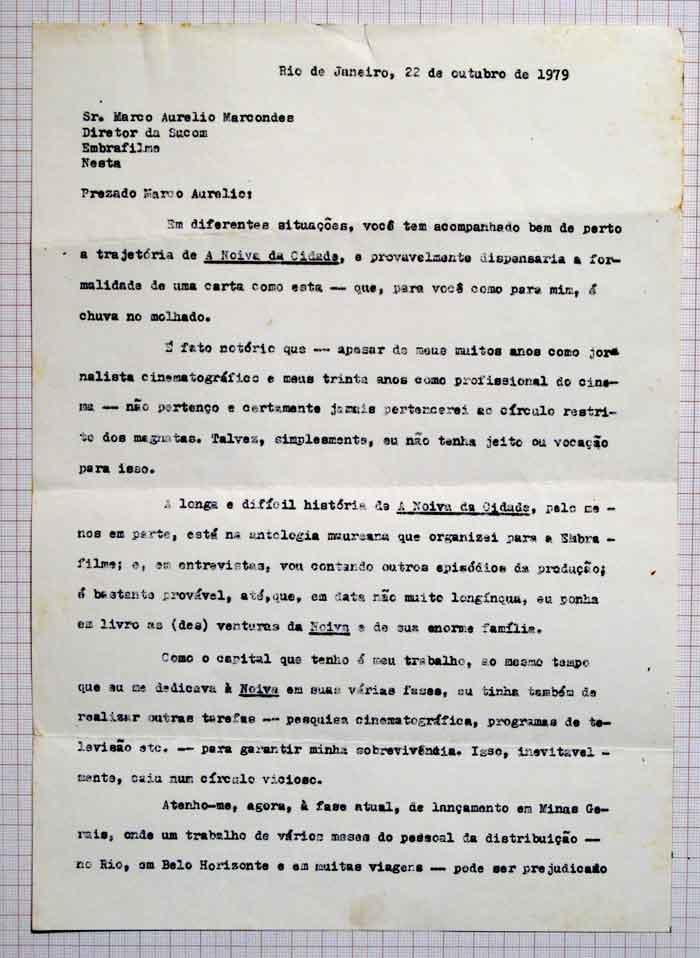 Rio de Janeiro, 22 de outubro de 1979
Sr. Marco Aurelio Marcondes
Diretor da Sucom
Embrafilme
Nesta
Prezado Marco Aurelio:
Em diferentes situações, você tem acompanhado bem de perto
a trajetória de A Noiva da Cidade, e provavelmente dispensaria a for-
malidade de uma carta como esta -- que, para você como para mim, é
chuva no molhado.
É fato notório que -- apesar de meus muitos anos como jor
nalista cinematográfico e meus trinta anos como profissional do cine-
ma -- não pertenço e certamente jamais pertencerei ao círculo restri-
to dos magnatas. Talvez, simplesmente, eu não tenha jeito ou vocação
para isso.
A longa e difícil história de A Noiva da Cidade, pelo me -
nos em parte, está na antologia maureana que organizei para a Embra -
filme; e, em entrevistas, vou contando outros episódios da produção;
é bastante provável, até,que, em data não muito longínqua, eu ponha
em livro as (des) venturas da Noiva e de sua enorme família.
Como o capital que tenho é meu trabalho, ao mesmo tempo
que eu me dedicava à Noiva em suas várias fases, eu tinha também de
realizar outras tarefas -- pesquisa cinematográfica, programas de te-
levisão etc. -- para garantir minha sobrevivência. Isso, inevitavel -
mente, caiu num círculo vicioso.
Atenho-me, agora, à fase atual, de lançamento em Minas Ge-
rais, onde um trabalho de vários meses do pessoal da distribuição --
no Rio, em Belo Horizonte e em muitas viagens -- pode ser prejudicado